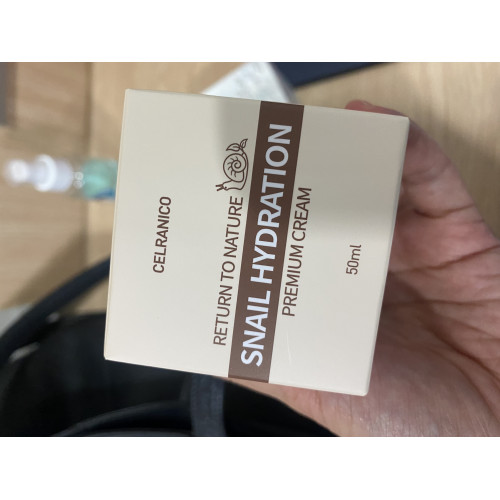 CELRANICO
RETURN TO NATURE
SNAIL HYDRATION
PREMIUM CREAM
50ml